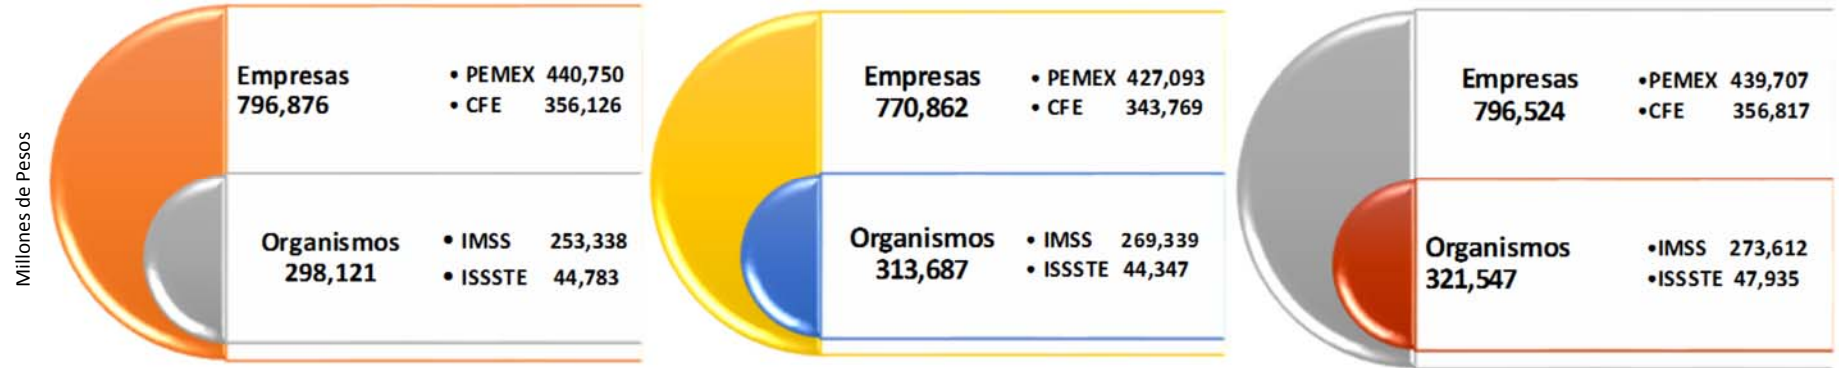 Millones de Pesos
Empresas
796,876
• PEMEX 440,750
• CFE 356,126
Organismos
298,121
• IMSS 253,338
• ISSSTE 44,783
Empresas
770,862
• PEMEX 427,093
• CFE 343,769
Organismos
313,687
• IMSS 269,339
• ISSSTE 44,347
Empresas
796,524
•PEMEX 439,707
•CFE 356,817
Organismos
321,547
•IMSS 273,612
•ISSSTE 47,935